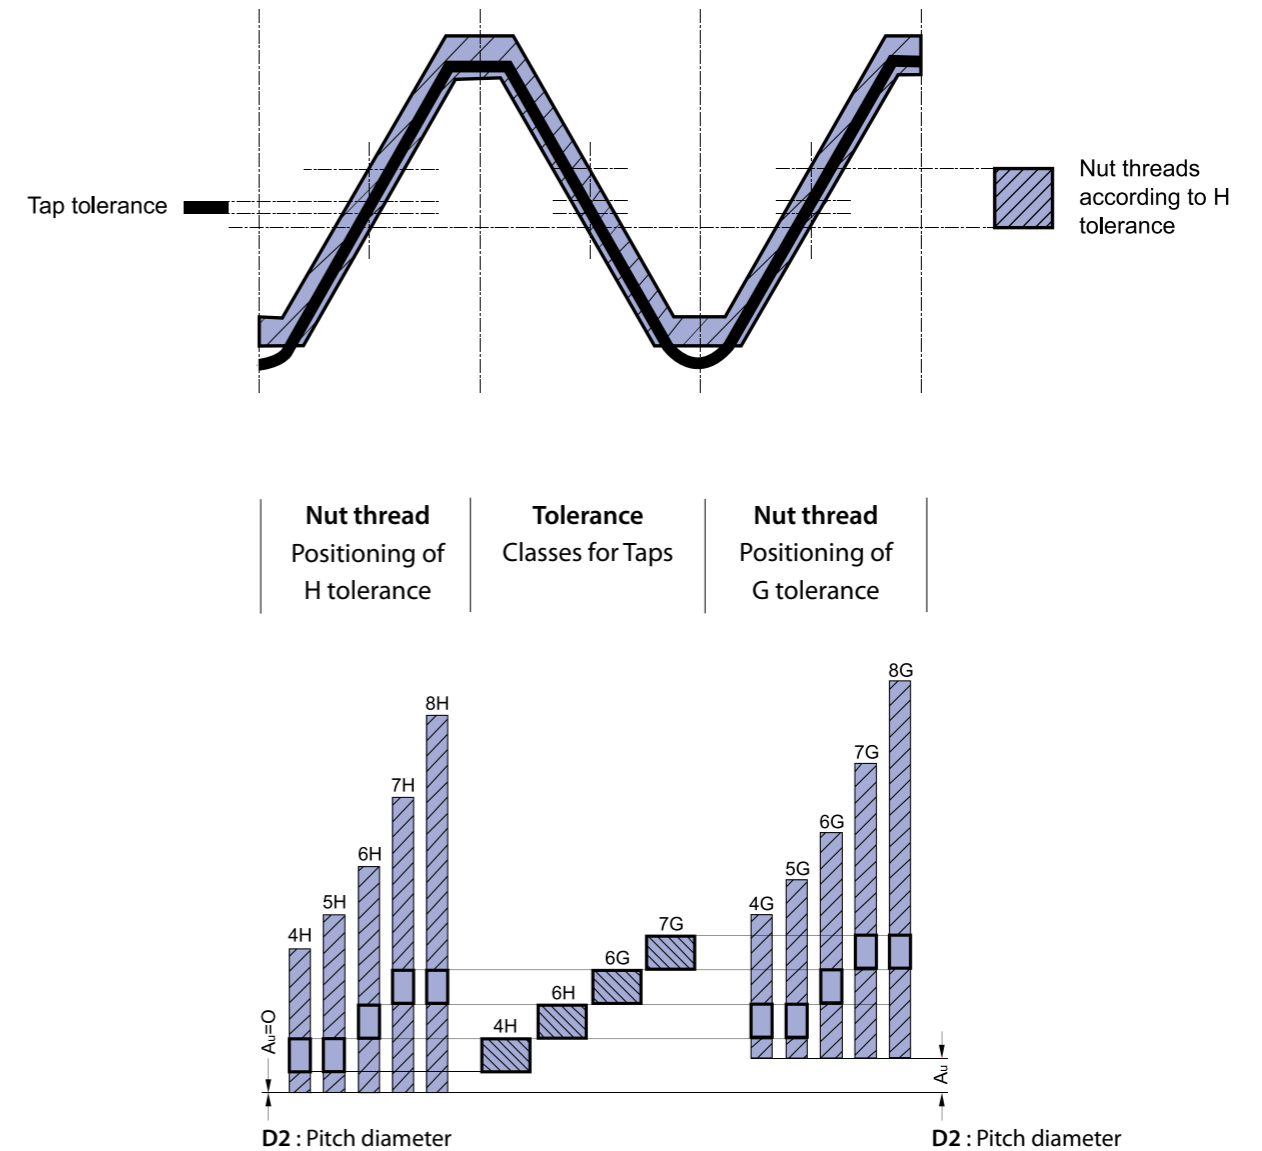 Tap tolerance
Nut threads
according to H
tolerance
Nut thread
Positioning of
H tolerance
Tolerance
Classes for Taps
Nut thread
Positioning of
G tolerance
4H
5H
6H
7H
8H
4H
6H
6G
7G
4G
5G
6G
7G
8G
Au=O
Au
D2 : Pitch diameter
D2 : Pitch diameter